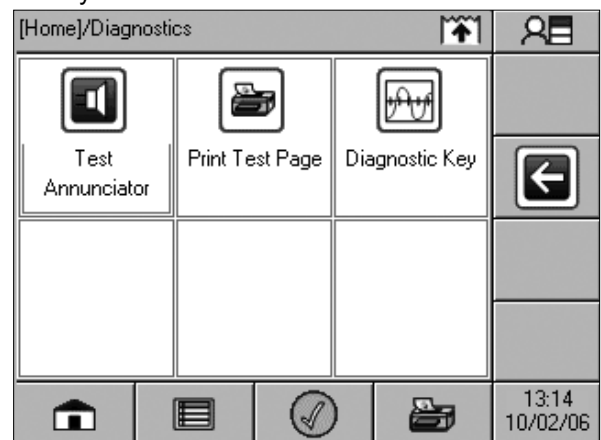 [Home]/Diagnostics
Test
Annunciator
Print Test Page
Diagnostic Key
13:14
10/02/06